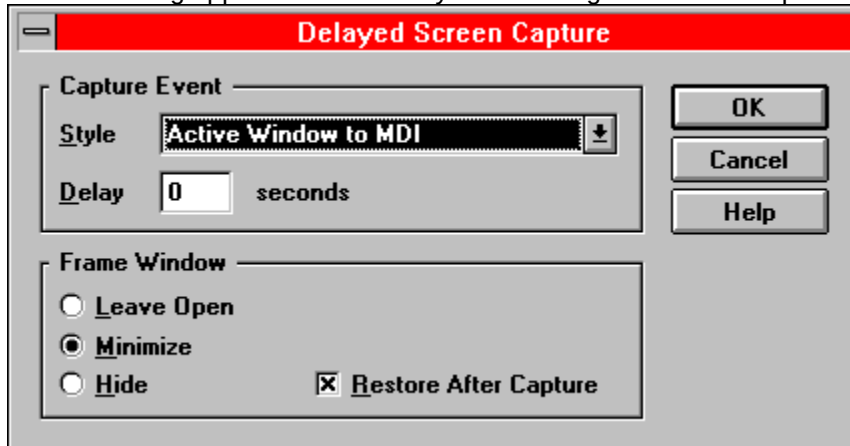 Delayed Screen Capture
Capture Event
Style Active Window to MDI
Delay 0 seconds
OK
Cancel
Help
Frame Window
Leave Open
Minimize
Hide
Restore After Capture